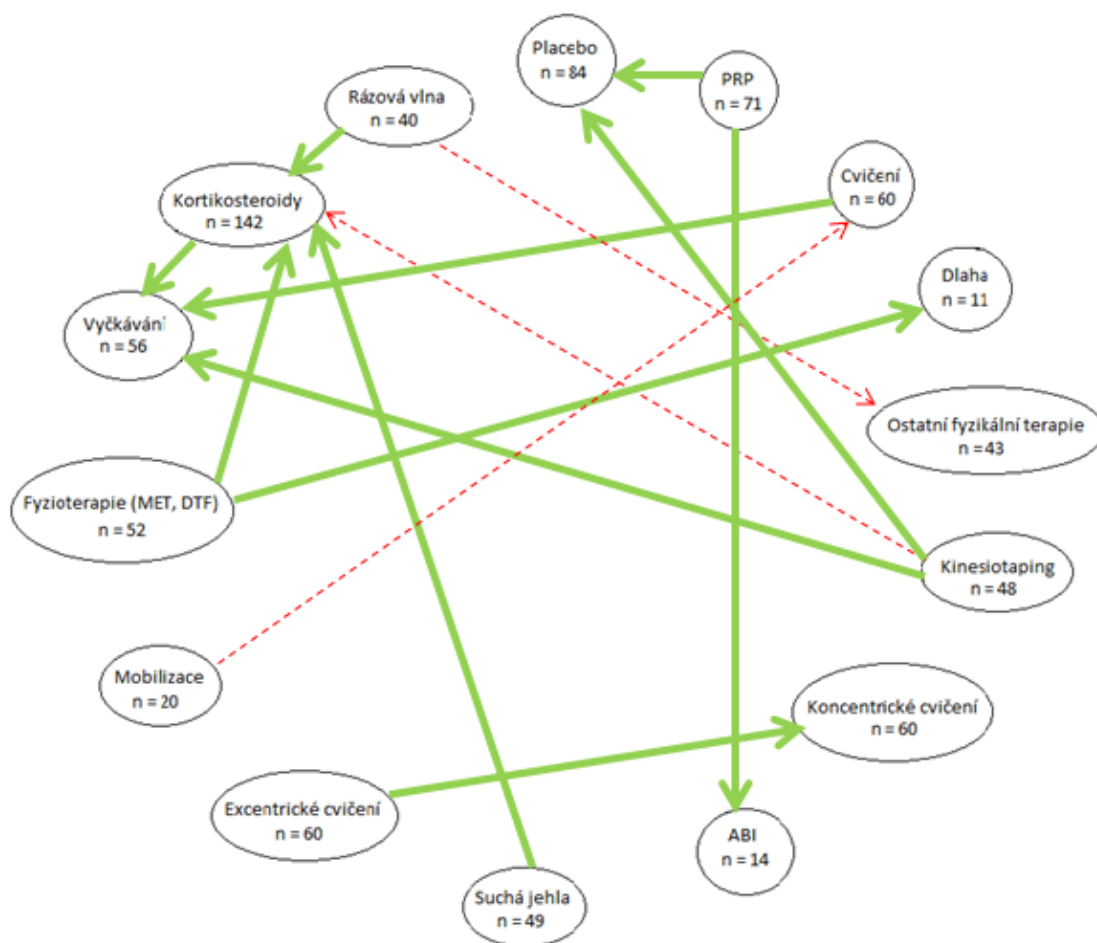 Placebo
n = 84
PRP
n = 71
Rázová vlna
n = 40
Kortikosteroidy
n = 142
Cvičení
n = 60
Dlaha
n = 11
Vyčkávání
n = 56
Ostatní fyzikální terapie
n = 43
Fyzioterapie (MET, DTF)
n = 52
Kinesiotaping
n = 48
Mobilizace
n = 20
Koncentrické cvičení
n = 60
Excentrické cvičení
n = 60
ABI
n = 14
Suchá jehla
n = 49